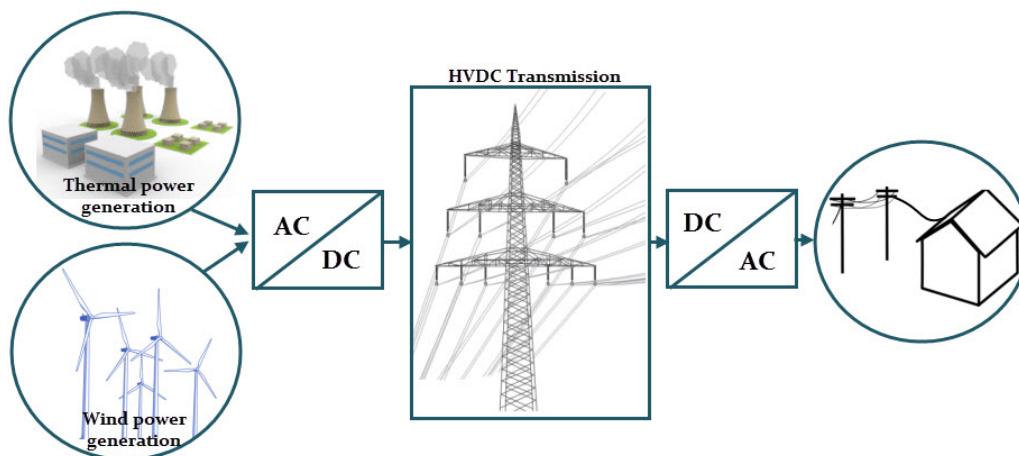 HVDC Transmission
Thermal power
generation
AC
DC
DC
AC
Wind power
generation